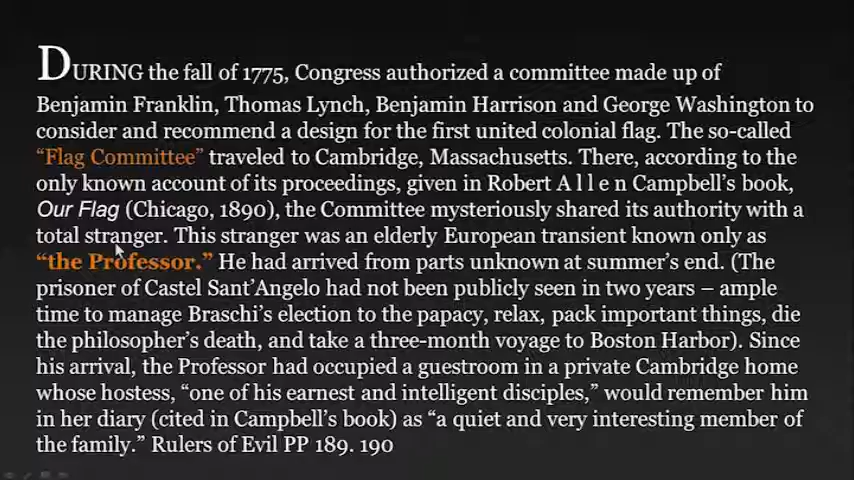 DURING the fall of 1775, Congress authorized a committee made up of
Benjamin Franklin, Thomas Lynch, Benjamin Harrison and George Washington to
consider and recommend a design for the first united colonial flag. The so-called
“Flag Committee” traveled to Cambridge, Massachusetts. There, according to the
only known account of its proceedings, given in Robert A l l e n Campbell’s book,
Our Flag (Chicago, 1890), the Committee mysteriously shared its authority with a
total stranger. This stranger was an elderly European transient known only as
“the Professor.” He had arrived from parts unknown at summer’s end. (The
prisoner of Castel Sant’Angelo had not been publicly seen in two years – ample
time to manage Braschi’s election to the papacy, relax, pack important things, die
the philosopher’s death, and take a three-month voyage to Boston Harbor). Since
his arrival, the Professor had occupied a guestroom in a private Cambridge home
whose hostess, “one of his earnest and intelligent disciples,” would remember him
in her diary (cited in Campbell’s book) as “a quiet and very interesting member of
the family.” Rulers of Evil PP 189. 190